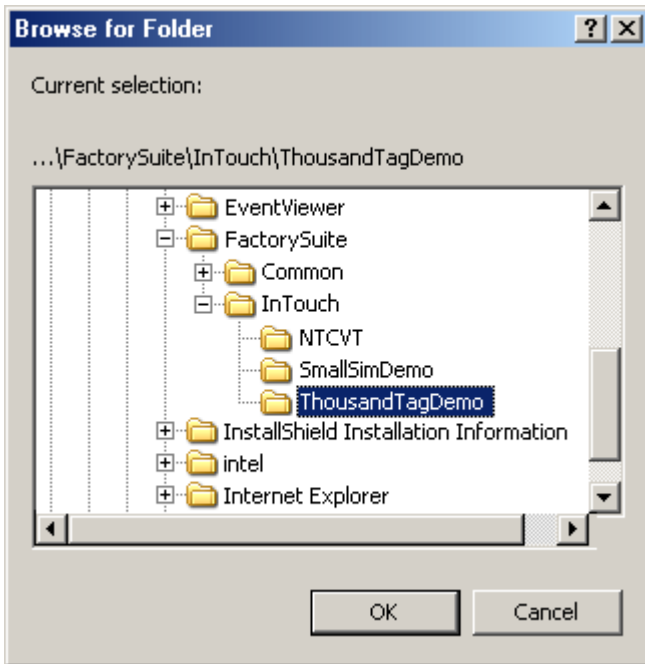 Browse for Folder
Current selection:
...\FactorySuite\InTouch\ThousandTagDemo
EventViewer
FactorySuite
Common
InTouch
NTCVT
SmallSimDemo
ThousandTagDemo
InstallShield Installation Information
intel
Internet Explorer
OK Cancel